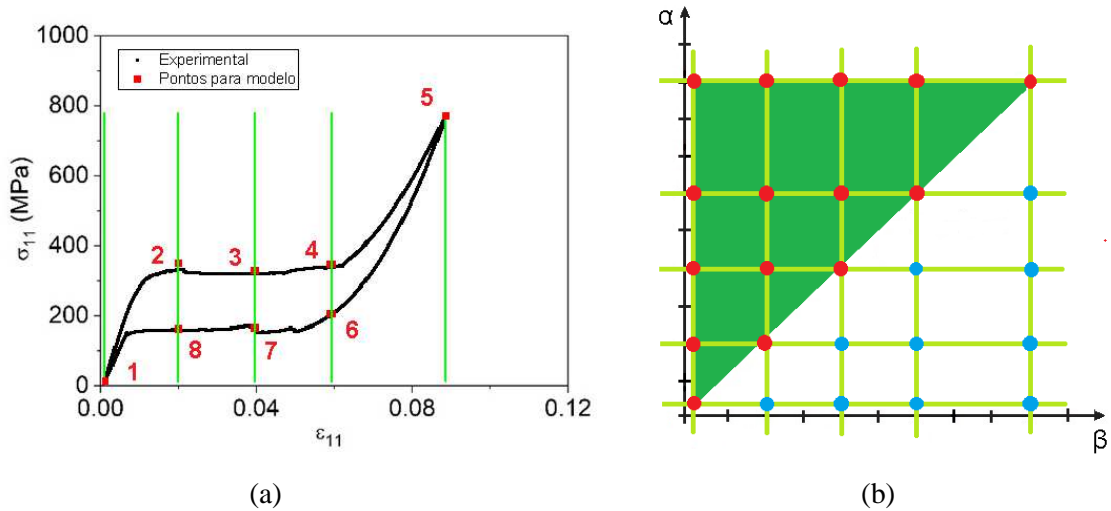 1000
800
600
400
200
0
σ11 (MPa)
Experimental
Pontos para modelo
5
2
3
4
1
8
7
6
0.00
0.04
0.08
0.12
ε11
(a)
α
β
(b)